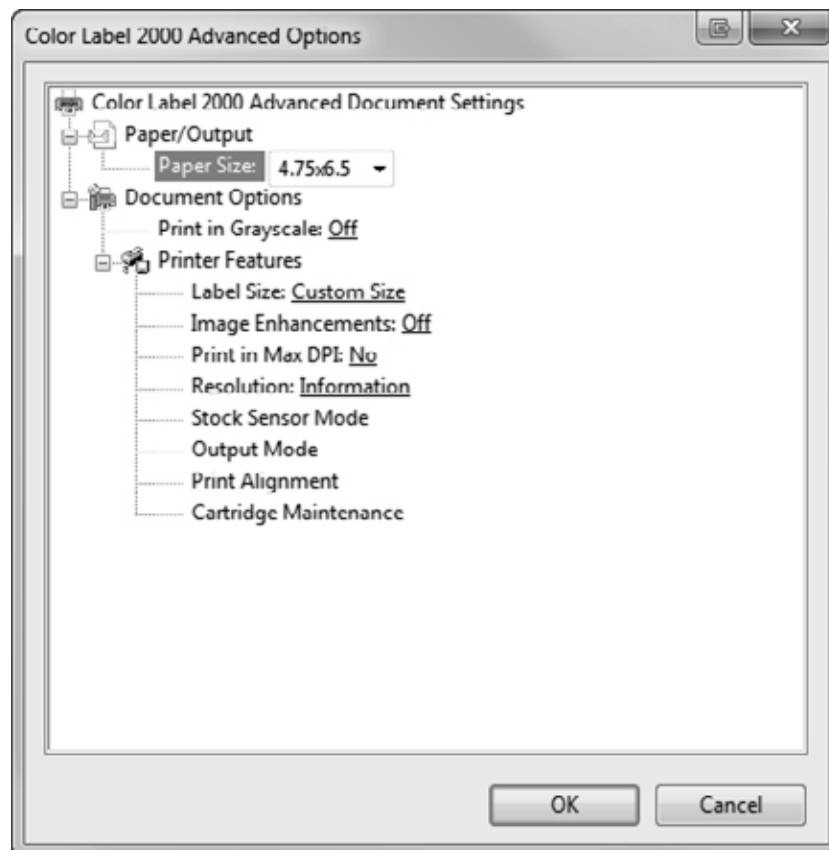 Color Label 2000 Advanced Options
Color Label 2000 Advanced Document Settings
Paper/Output
Paper Size: 4.75x6.5
Document Options
Print in Grayscale: Off
Printer Features
Label Size: Custom Size
Image Enhancements: Off
Print in Max DPI: No
Resolution: Information
Stock Sensor Mode
Output Mode
Print Alignment
Cartridge Maintenance
OK Cancel